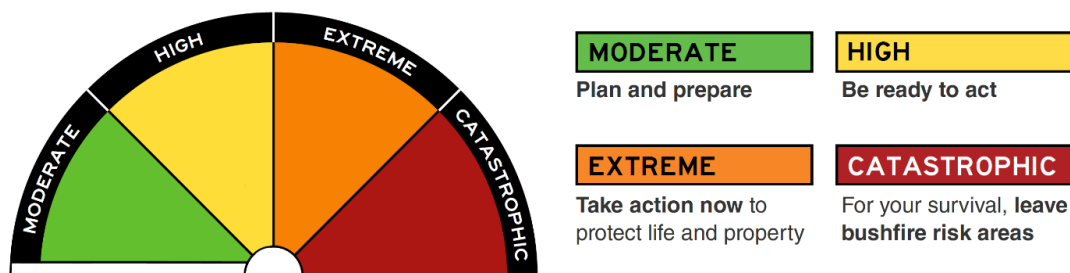 MODERATE
HIGH
EXTREME
CATASTROPHIC
MODERATE
Plan and prepare
HIGH
Be ready to act
EXTREME
Take action now to
protect life and property
CATASTROPHIC
For your survival, leave
bushfire risk areas